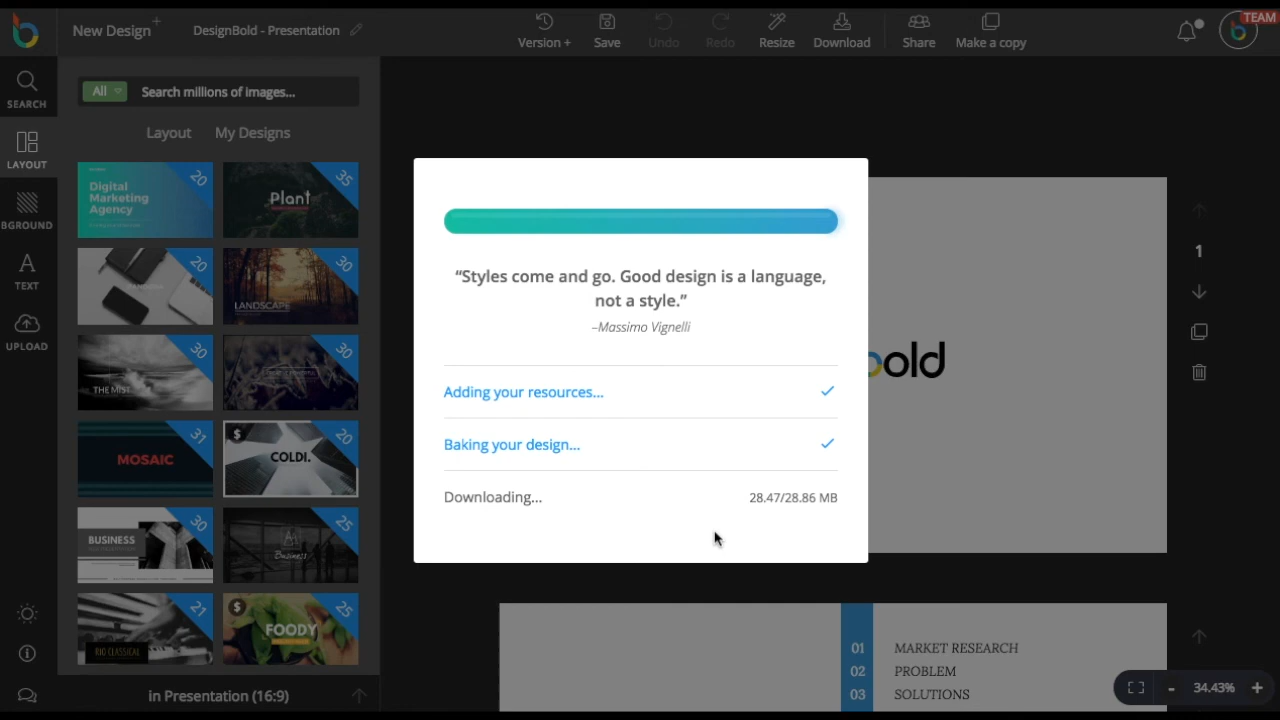 New Design
DesignBold - Presentation
Version +
Save
Undo
Redo
Resize
Download
Share
Make a copy
TEAM
SEARCH
LAYOUT
BGROUND
TEXT
UPLOAD
All
Search millions of images...
Layout
My Designs
Digital
Marketing
Agency
20
Plant
35
20
LANDSCAPE
30
THE MIST
30
30
MOSAIC
31
$
COLDI.
20
BUSINESS
30
Business
25
RIO CLASSICAL
21
$
FOODY
25
in Presentation (16:9)
“Styles come and go. Good design is a language,
not a style.”
–Massimo Vignelli
Adding your resources...
Baking your design...
Downloading...
28.47/28.86 MB
bold
1
01 MARKET RESEARCH
02 PROBLEM
03 SOLUTIONS
- 34.43% +